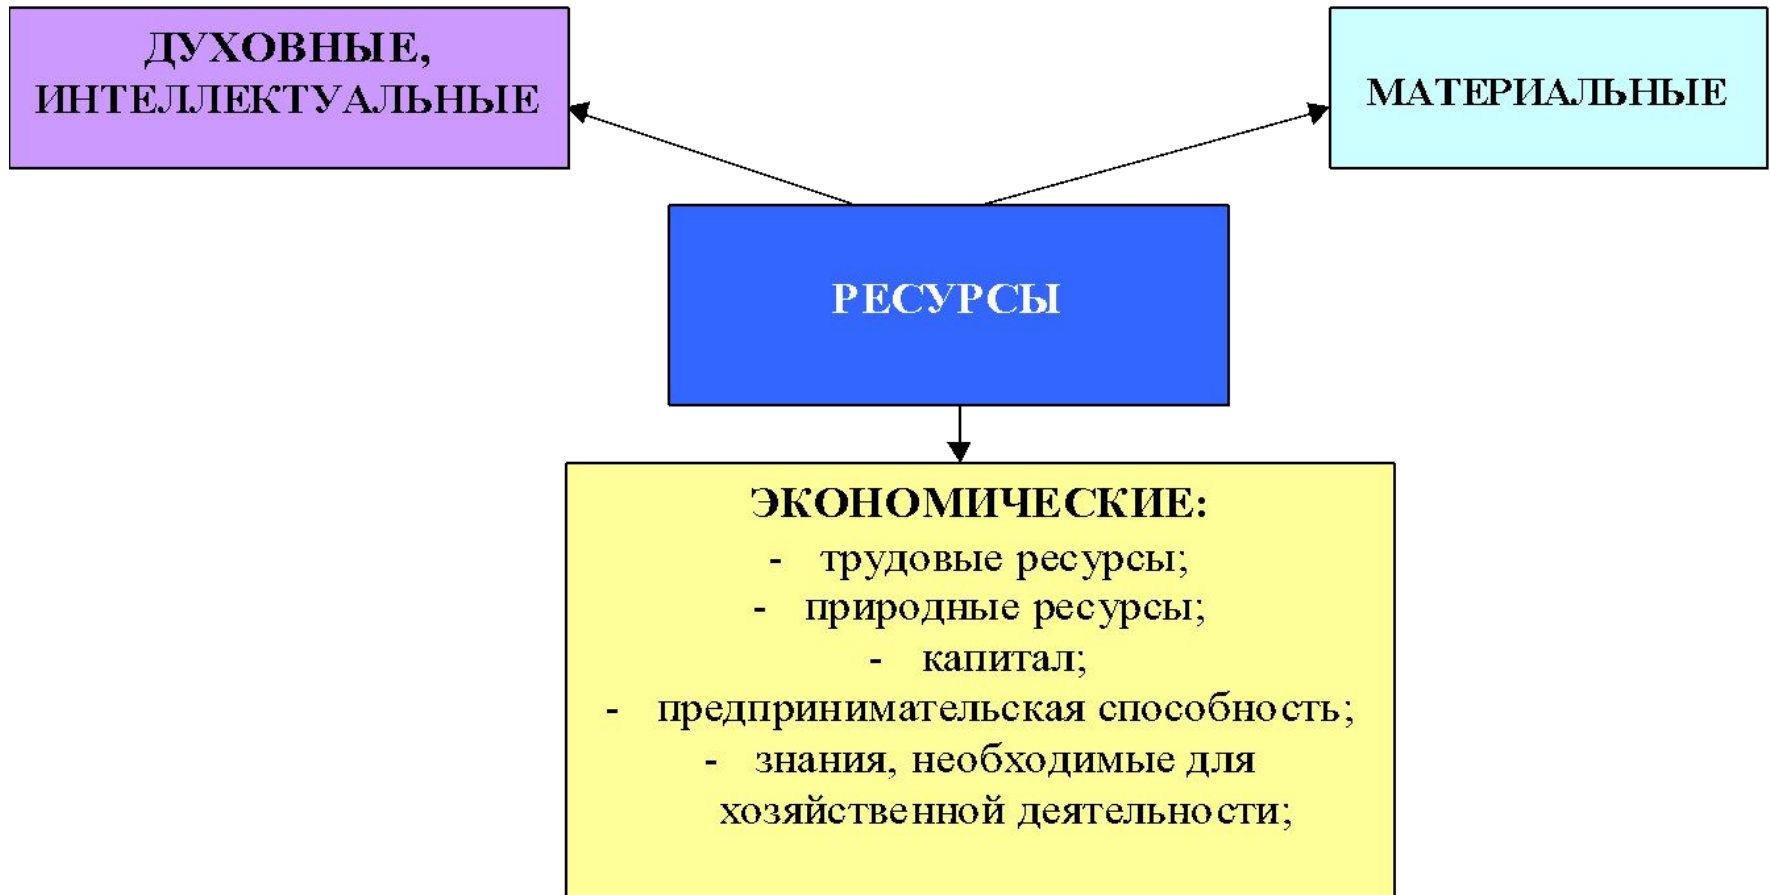 ДУХОВНЫЕ,
ИНТЕЛЛЕКТУАЛЬНЫЕ
МАТЕРИАЛЬНЫЕ
РЕСУРСЫ
ЭКОНОМИЧЕСКИЕ:
- трудовые ресурсы;
- природные ресурсы;
- капитал;
- предпринимательская способность;
- знания, необходимые для
хозяйственной деятельности;